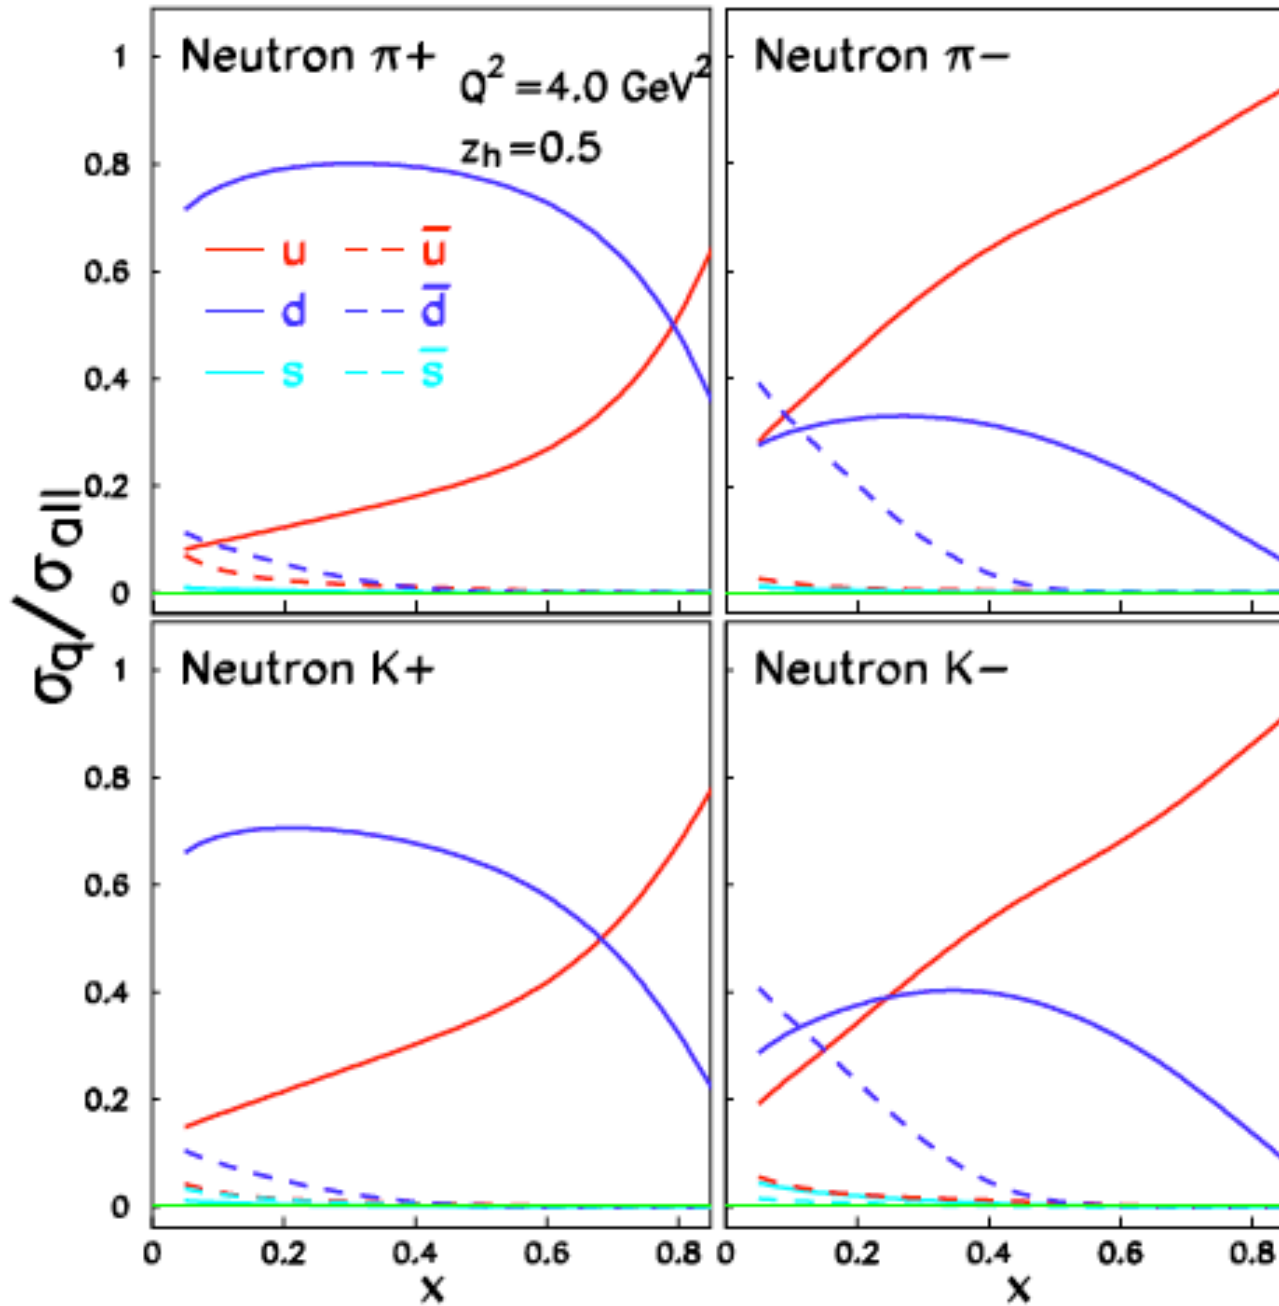 Neutron π+
Q²=4.0 GeV²
z_h=0.5
u ū
d d̄
s s̄
1
0.8
0.6
0.4
0.2
0
Neutron π−
σq/σall
Neutron K+
1
0.8
0.6
0.4
0.2
0
Neutron K−
0 0.2 0.4 0.6 0.8 0 0.2 0.4 0.6 0.8
x x